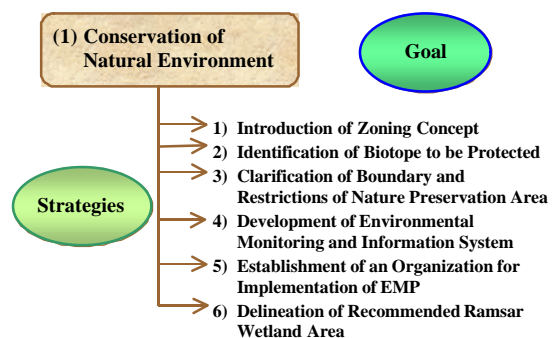 (1) Conservation of
Natural Environment
Goal
Strategies
1) Introduction of Zoning Concept
2) Identification of Biotope to be Protected
3) Clarification of Boundary and
Restrictions of Nature Preservation Area
4) Development of Environmental
Monitoring and Information System
5) Establishment of an Organization for
Implementation of EMP
6) Delineation of Recommended Ramsar
Wetland Area